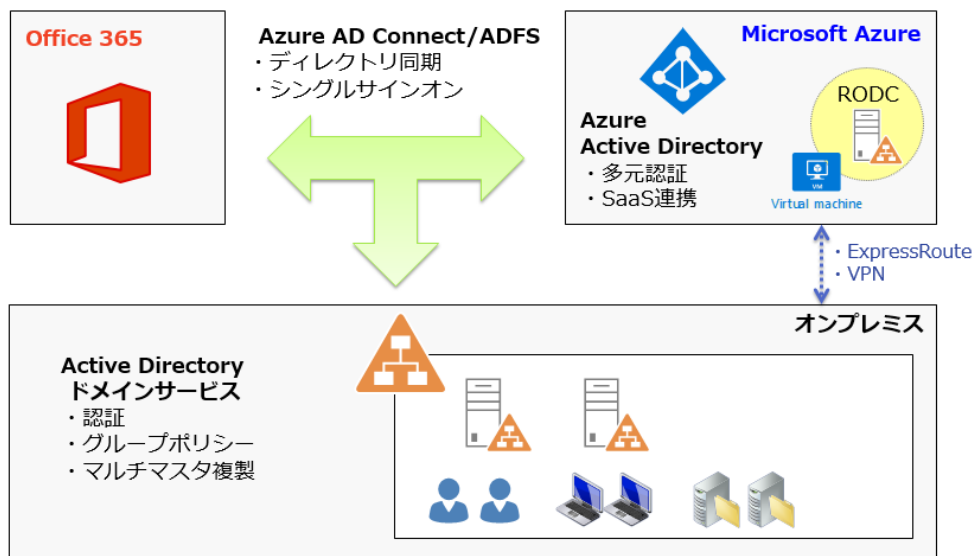 Office 365
Azure AD Connect/ADFS
・ディレクトリ同期
・シングルサインオン
Microsoft Azure
RODC
Azure
Active Directory
・多元認証
・SaaS連携
VM
Virtual machine
・ExpressRoute
・VPN
オンプレミス
Active Directory
ドメインサービス
・認証
・グループポリシー
・マルチマスタ複製